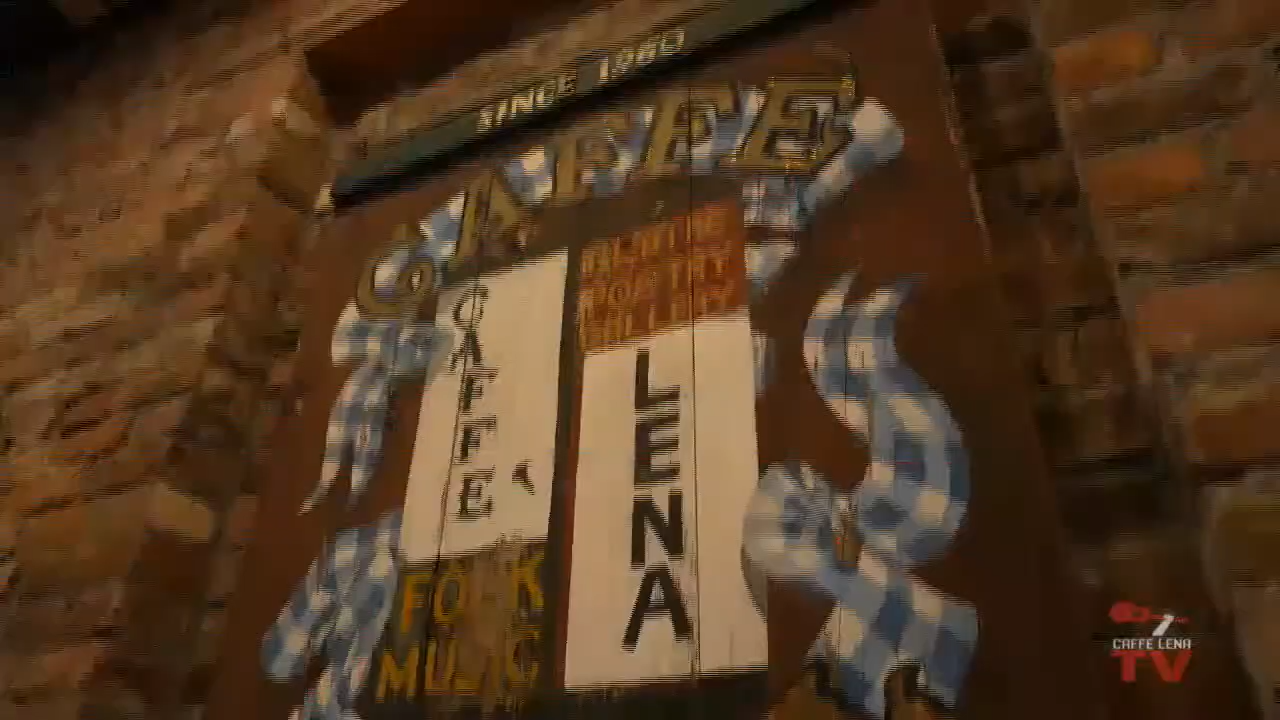 SINCE 1960
CAFFE
CAFFE
LENA
FOLK
MUSIC
CAFFE LENA
TV